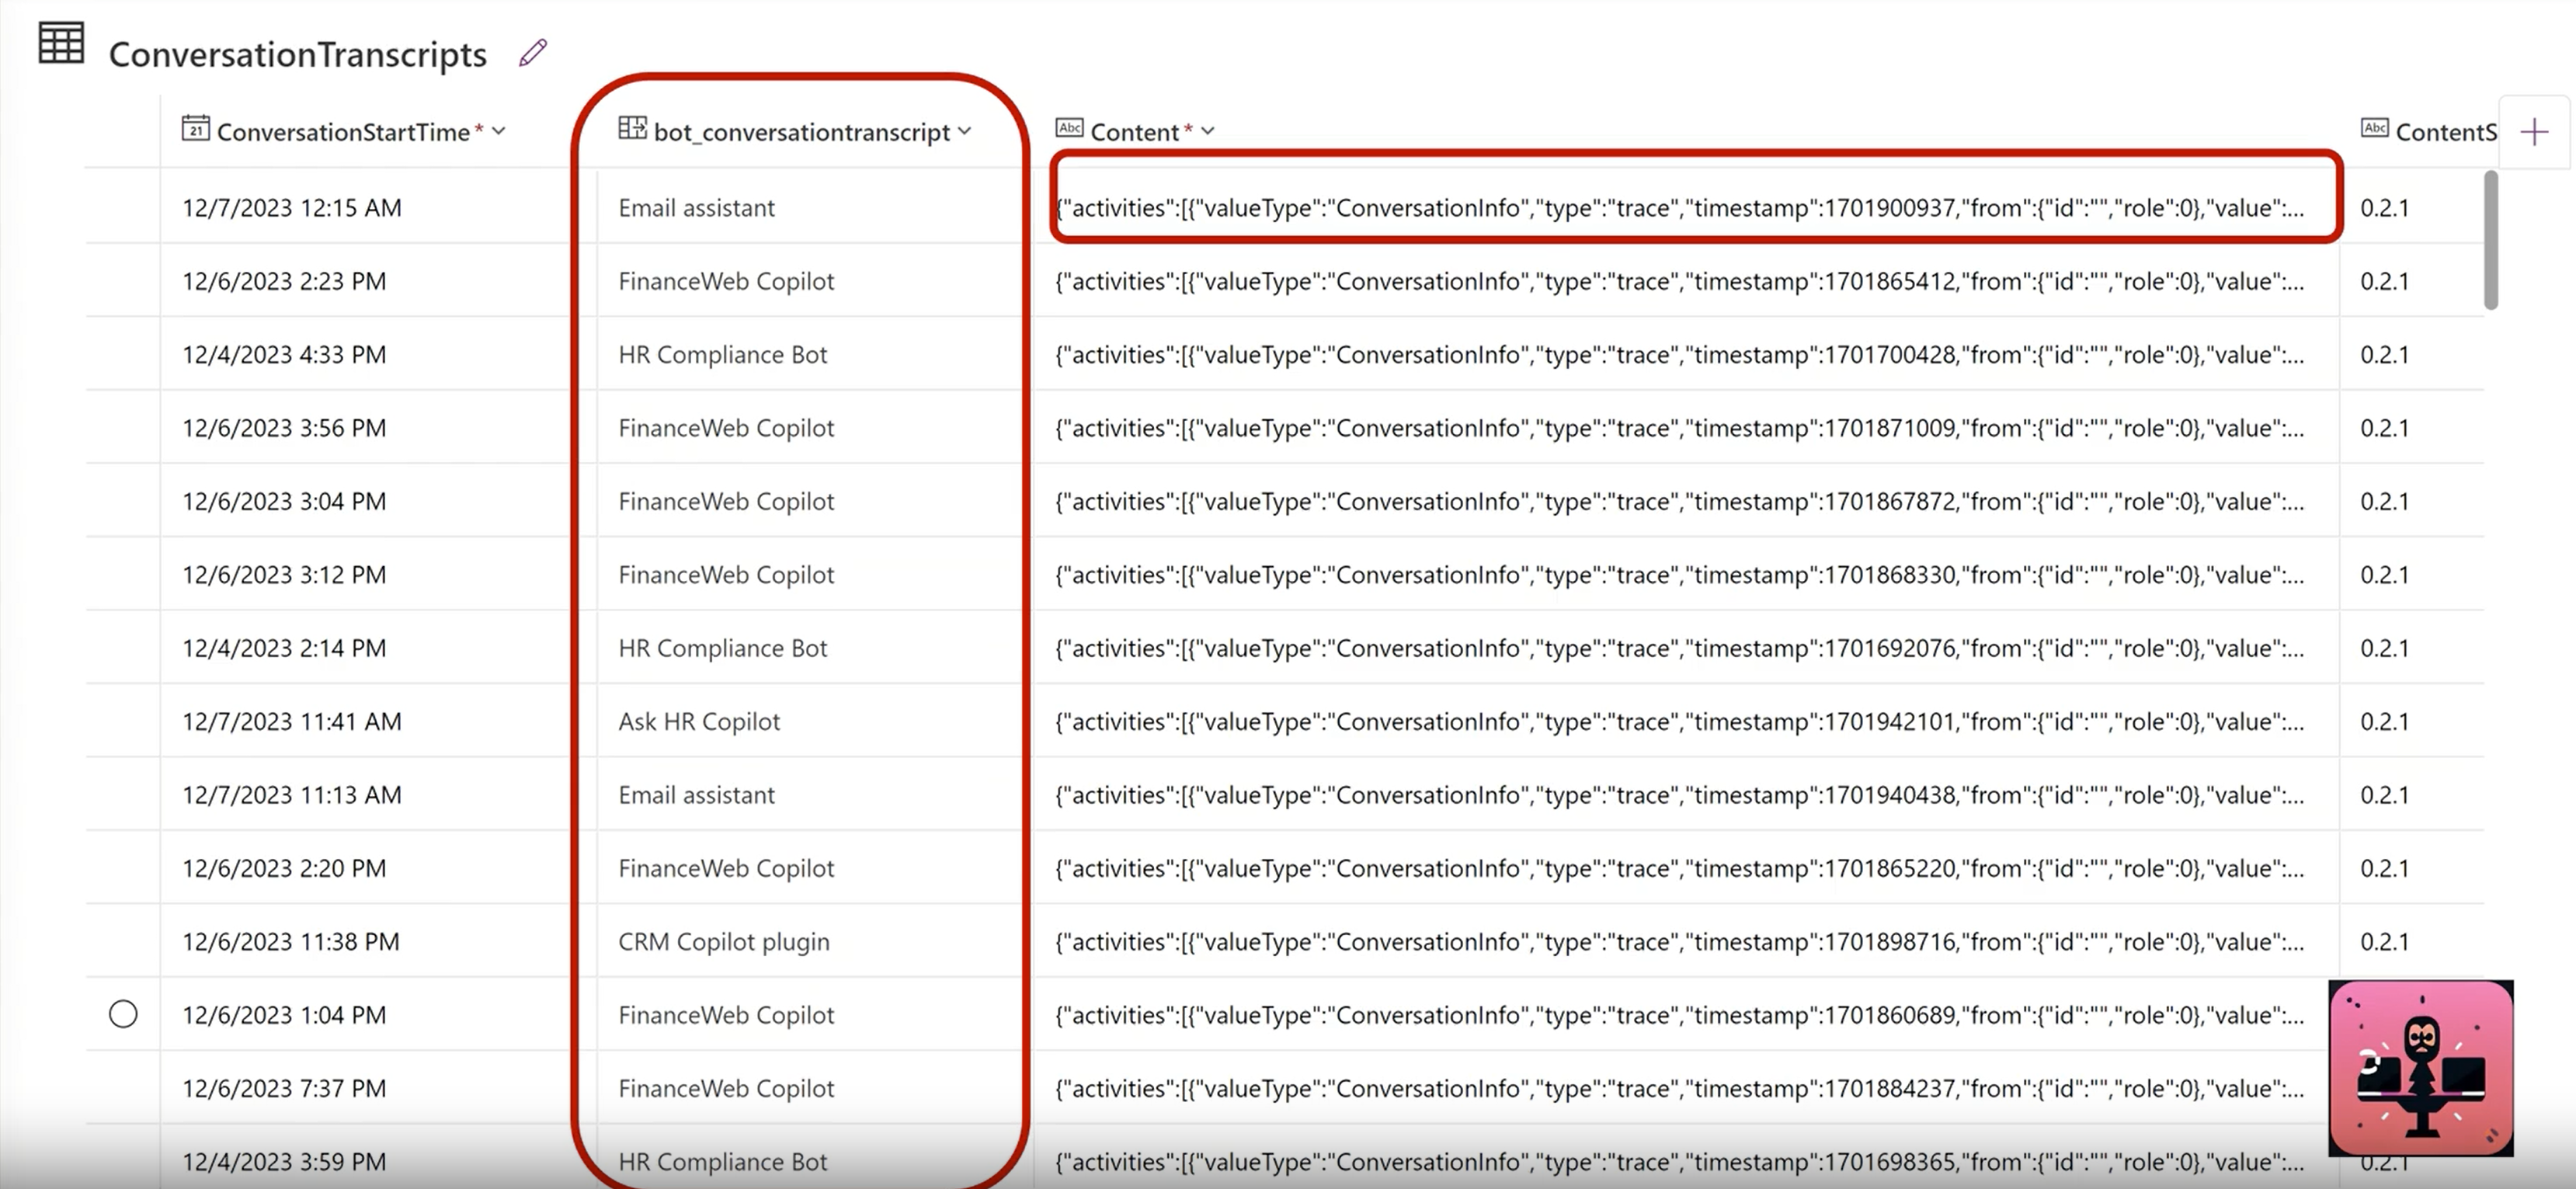 ConversationTranscripts
21 ConversationStartTime * bot_conversationtranscript Abc Content * Abc ContentS
12/7/2023 12:15 AM Email assistant {"activities":[{"valueType":"ConversationInfo","type":"trace","timestamp":1701900937,"from":{"id":"","role":0},"value":... 0.2.1
12/6/2023 2:23 PM FinanceWeb Copilot {"activities":[{"valueType":"ConversationInfo","type":"trace","timestamp":1701865412,"from":{"id":"","role":0},"value":... 0.2.1
12/4/2023 4:33 PM HR Compliance Bot {"activities":[{"valueType":"ConversationInfo","type":"trace","timestamp":1701700428,"from":{"id":"","role":0},"value":... 0.2.1
12/6/2023 3:56 PM FinanceWeb Copilot {"activities":[{"valueType":"ConversationInfo","type":"trace","timestamp":1701871009,"from":{"id":"","role":0},"value":... 0.2.1
12/6/2023 3:04 PM FinanceWeb Copilot {"activities":[{"valueType":"ConversationInfo","type":"trace","timestamp":1701867872,"from":{"id":"","role":0},"value":... 0.2.1
12/6/2023 3:12 PM FinanceWeb Copilot {"activities":[{"valueType":"ConversationInfo","type":"trace","timestamp":1701868330,"from":{"id":"","role":0},"value":... 0.2.1
12/4/2023 2:14 PM HR Compliance Bot {"activities":[{"valueType":"ConversationInfo","type":"trace","timestamp":1701692076,"from":{"id":"","role":0},"value":... 0.2.1
12/7/2023 11:41 AM Ask HR Copilot {"activities":[{"valueType":"ConversationInfo","type":"trace","timestamp":1701942101,"from":{"id":"","role":0},"value":... 0.2.1
12/7/2023 11:13 AM Email assistant {"activities":[{"valueType":"ConversationInfo","type":"trace","timestamp":1701940438,"from":{"id":"","role":0},"value":... 0.2.1
12/6/2023 2:20 PM FinanceWeb Copilot {"activities":[{"valueType":"ConversationInfo","type":"trace","timestamp":1701865220,"from":{"id":"","role":0},"value":... 0.2.1
12/6/2023 11:38 PM CRM Copilot plugin {"activities":[{"valueType":"ConversationInfo","type":"trace","timestamp":1701898716,"from":{"id":"","role":0},"value":... 0.2.1
12/6/2023 1:04 PM FinanceWeb Copilot {"activities":[{"valueType":"ConversationInfo","type":"trace","timestamp":1701860689,"from":{"id":"","role":0},"value":...
12/6/2023 7:37 PM FinanceWeb Copilot {"activities":[{"valueType":"ConversationInfo","type":"trace","timestamp":1701884237,"from":{"id":"","role":0},"value":...
12/4/2023 3:59 PM HR Compliance Bot {"activities":[{"valueType":"ConversationInfo","type":"trace","timestamp":1701698365,"from":{"id":"","role":0},"value":... 0.2.1